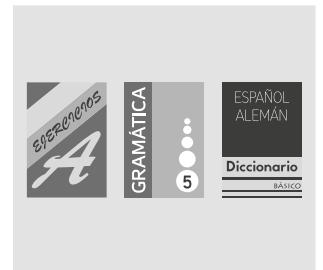 EJERCICIOS
A
GRAMÁTICA
5
ESPAÑOL
ALEMÁN
Diccionario
BÁSICO